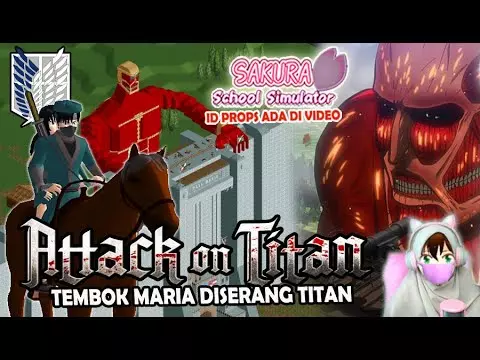 SAKURA
School Simulator
ID PROPS ADA DI VIDEO
Attack on Titan
TEMBOK MARIA DISERANG TITAN